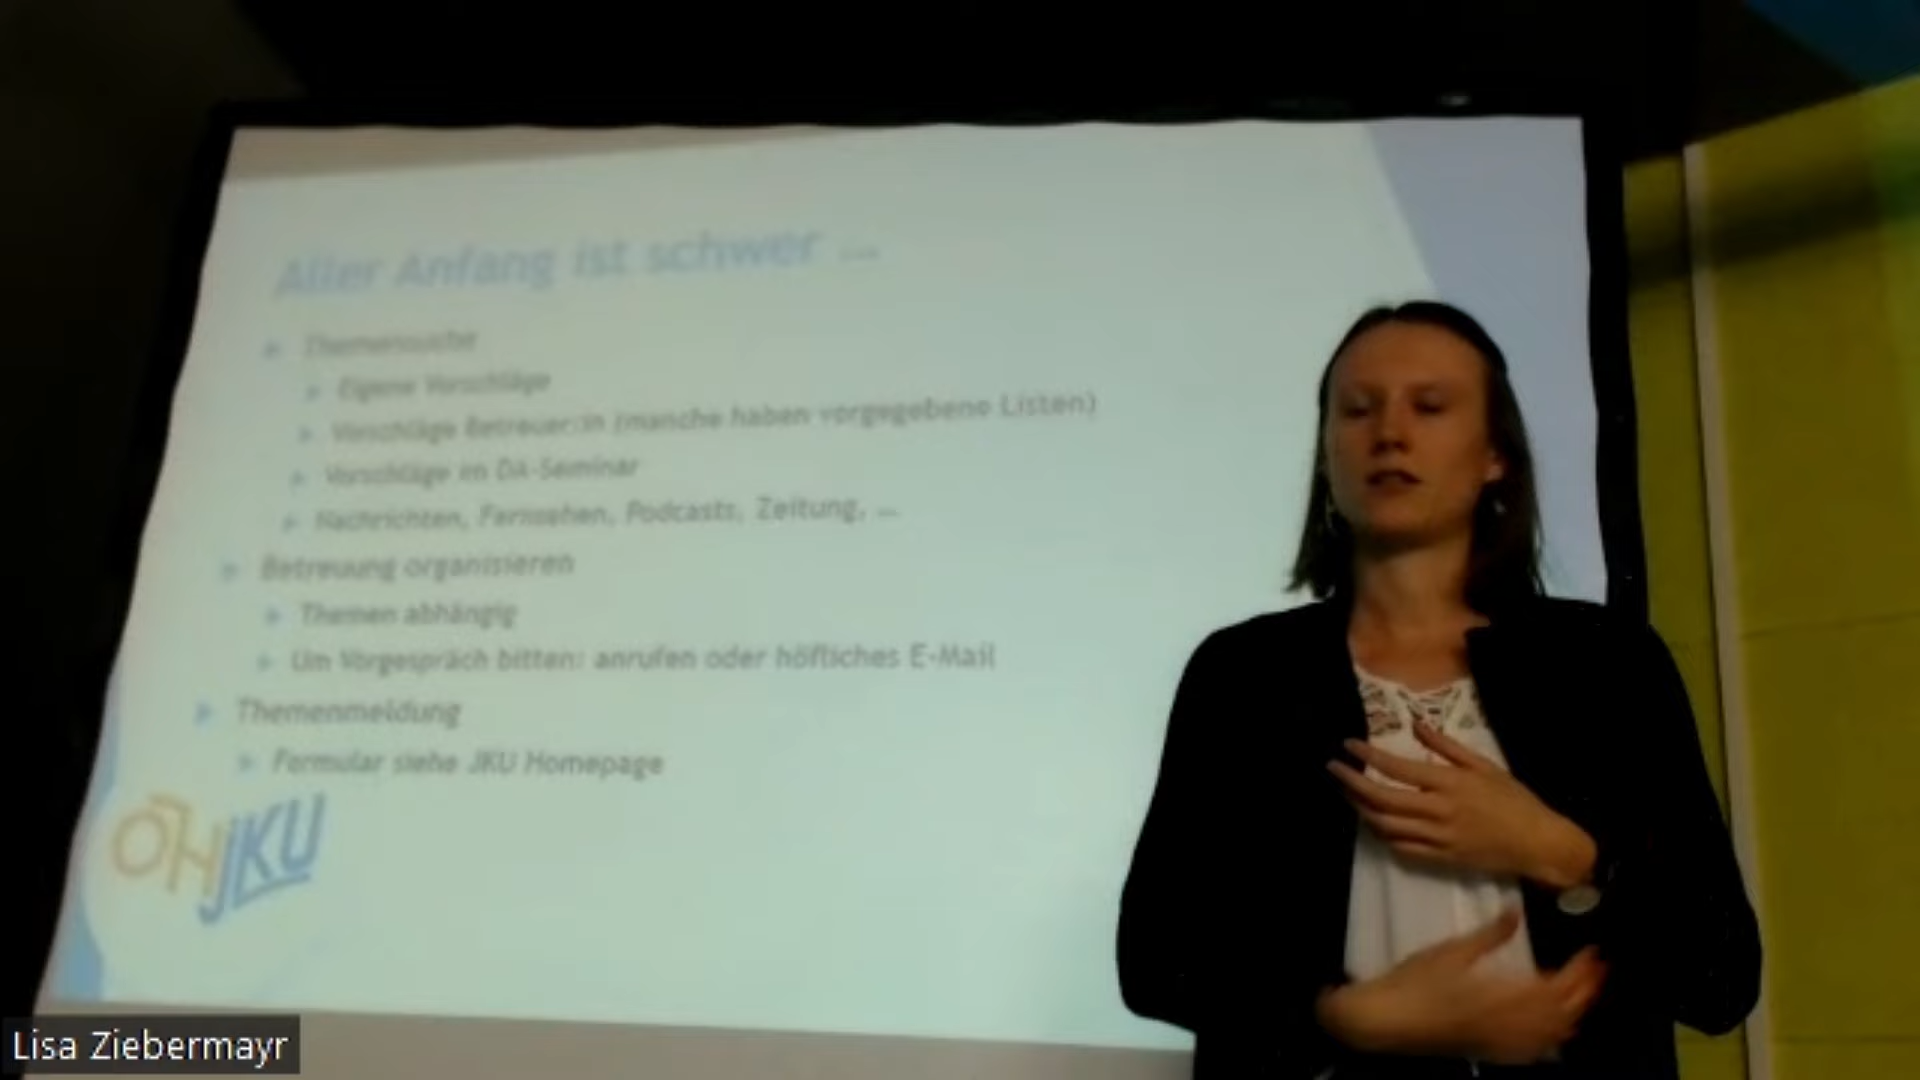 Aller Anfang ist schwer ...
Themensuche
Eigene Vorschläge
Vorschläge Betreuer:in (manche haben vorgegebene Listen)
Vorschläge im DA-Seminar
Nachrichten, Fernsehen, Podcasts, Zeitung, ...
Betreuung organisieren
Themen abhängig
Um Vorgespräch bitten: anrufen oder höfliches E-Mail
Themenmeldung
Formular siehe JKU Homepage
ÖH JKU
Lisa Ziebermayr